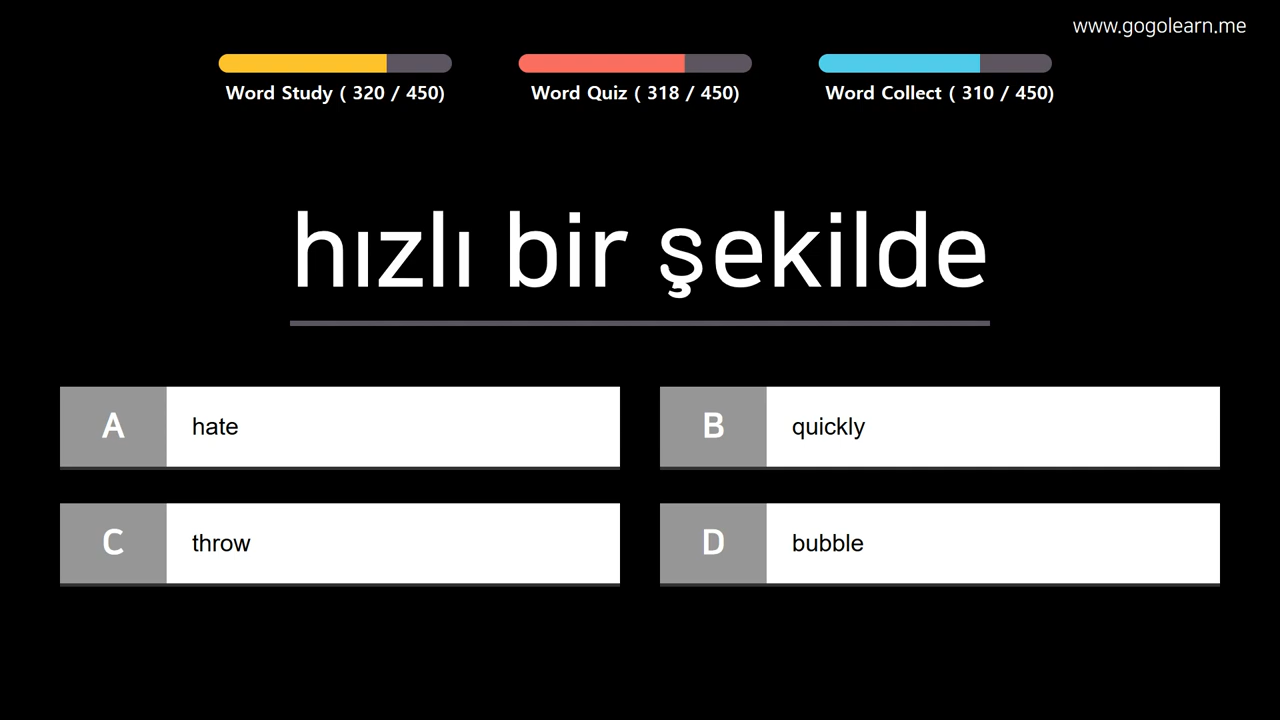 www.gogolearn.me
Word Study ( 320 / 450)
Word Quiz ( 318 / 450)
Word Collect ( 310 / 450)
hızlı bir şekilde
A hate
B quickly
C throw
D bubble